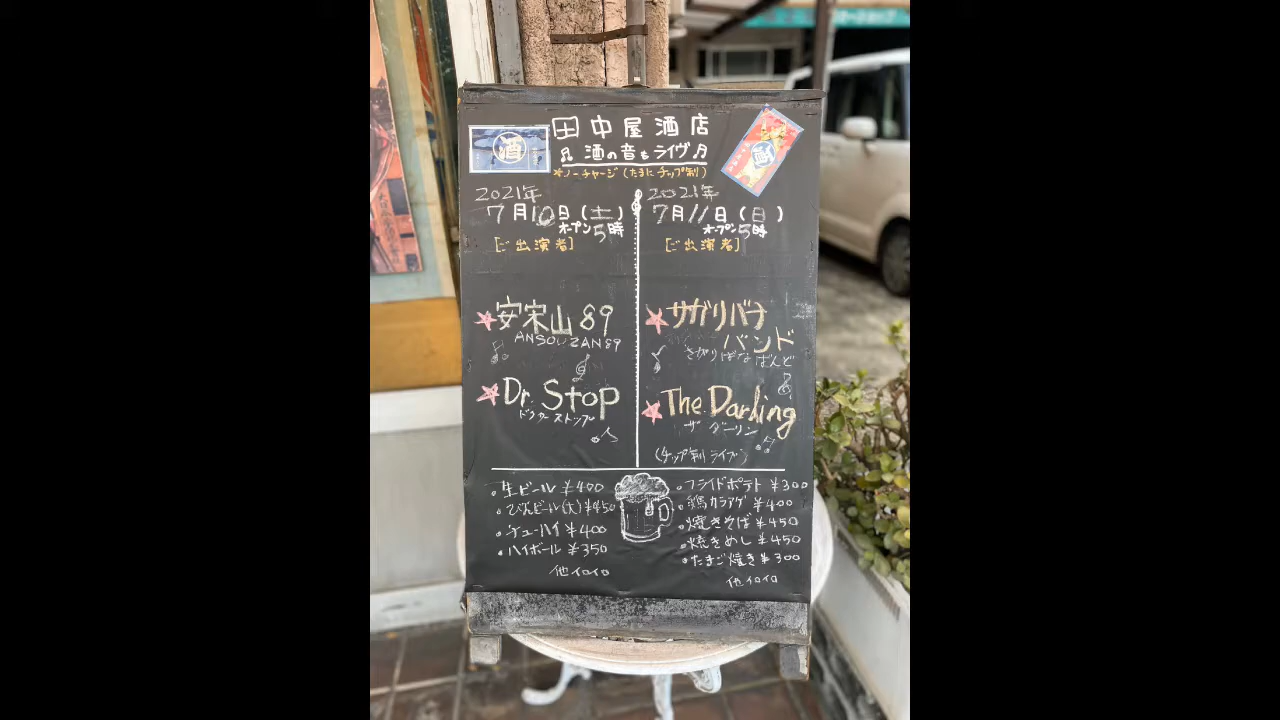 田中屋酒店
酒
♫ 酒の音もライヴ♫
*ノーチャージ(たまにチップ制)
2021年
7月10日(土)
オープン5時
[ご出演者]
★安宋山89
ANSOUZAN89
★Dr. Stop
ドクターストップ
2021年
7月11日(日)
オープン5時
[ご出演者]
★サガリバナ
バンド
さがりばなばんど
★The Darling
ザ ダーリン
(チップ制ライブ)
・生ビール ¥400
・びんビール(大)¥450
・チューハイ ¥400
・ハイボール ¥350
他イロイロ
・フライドポテト ¥300
・鶏カラアゲ ¥400
・焼きそば ¥450
・焼きめし ¥450
・たまご焼き ¥300
他イロイロ